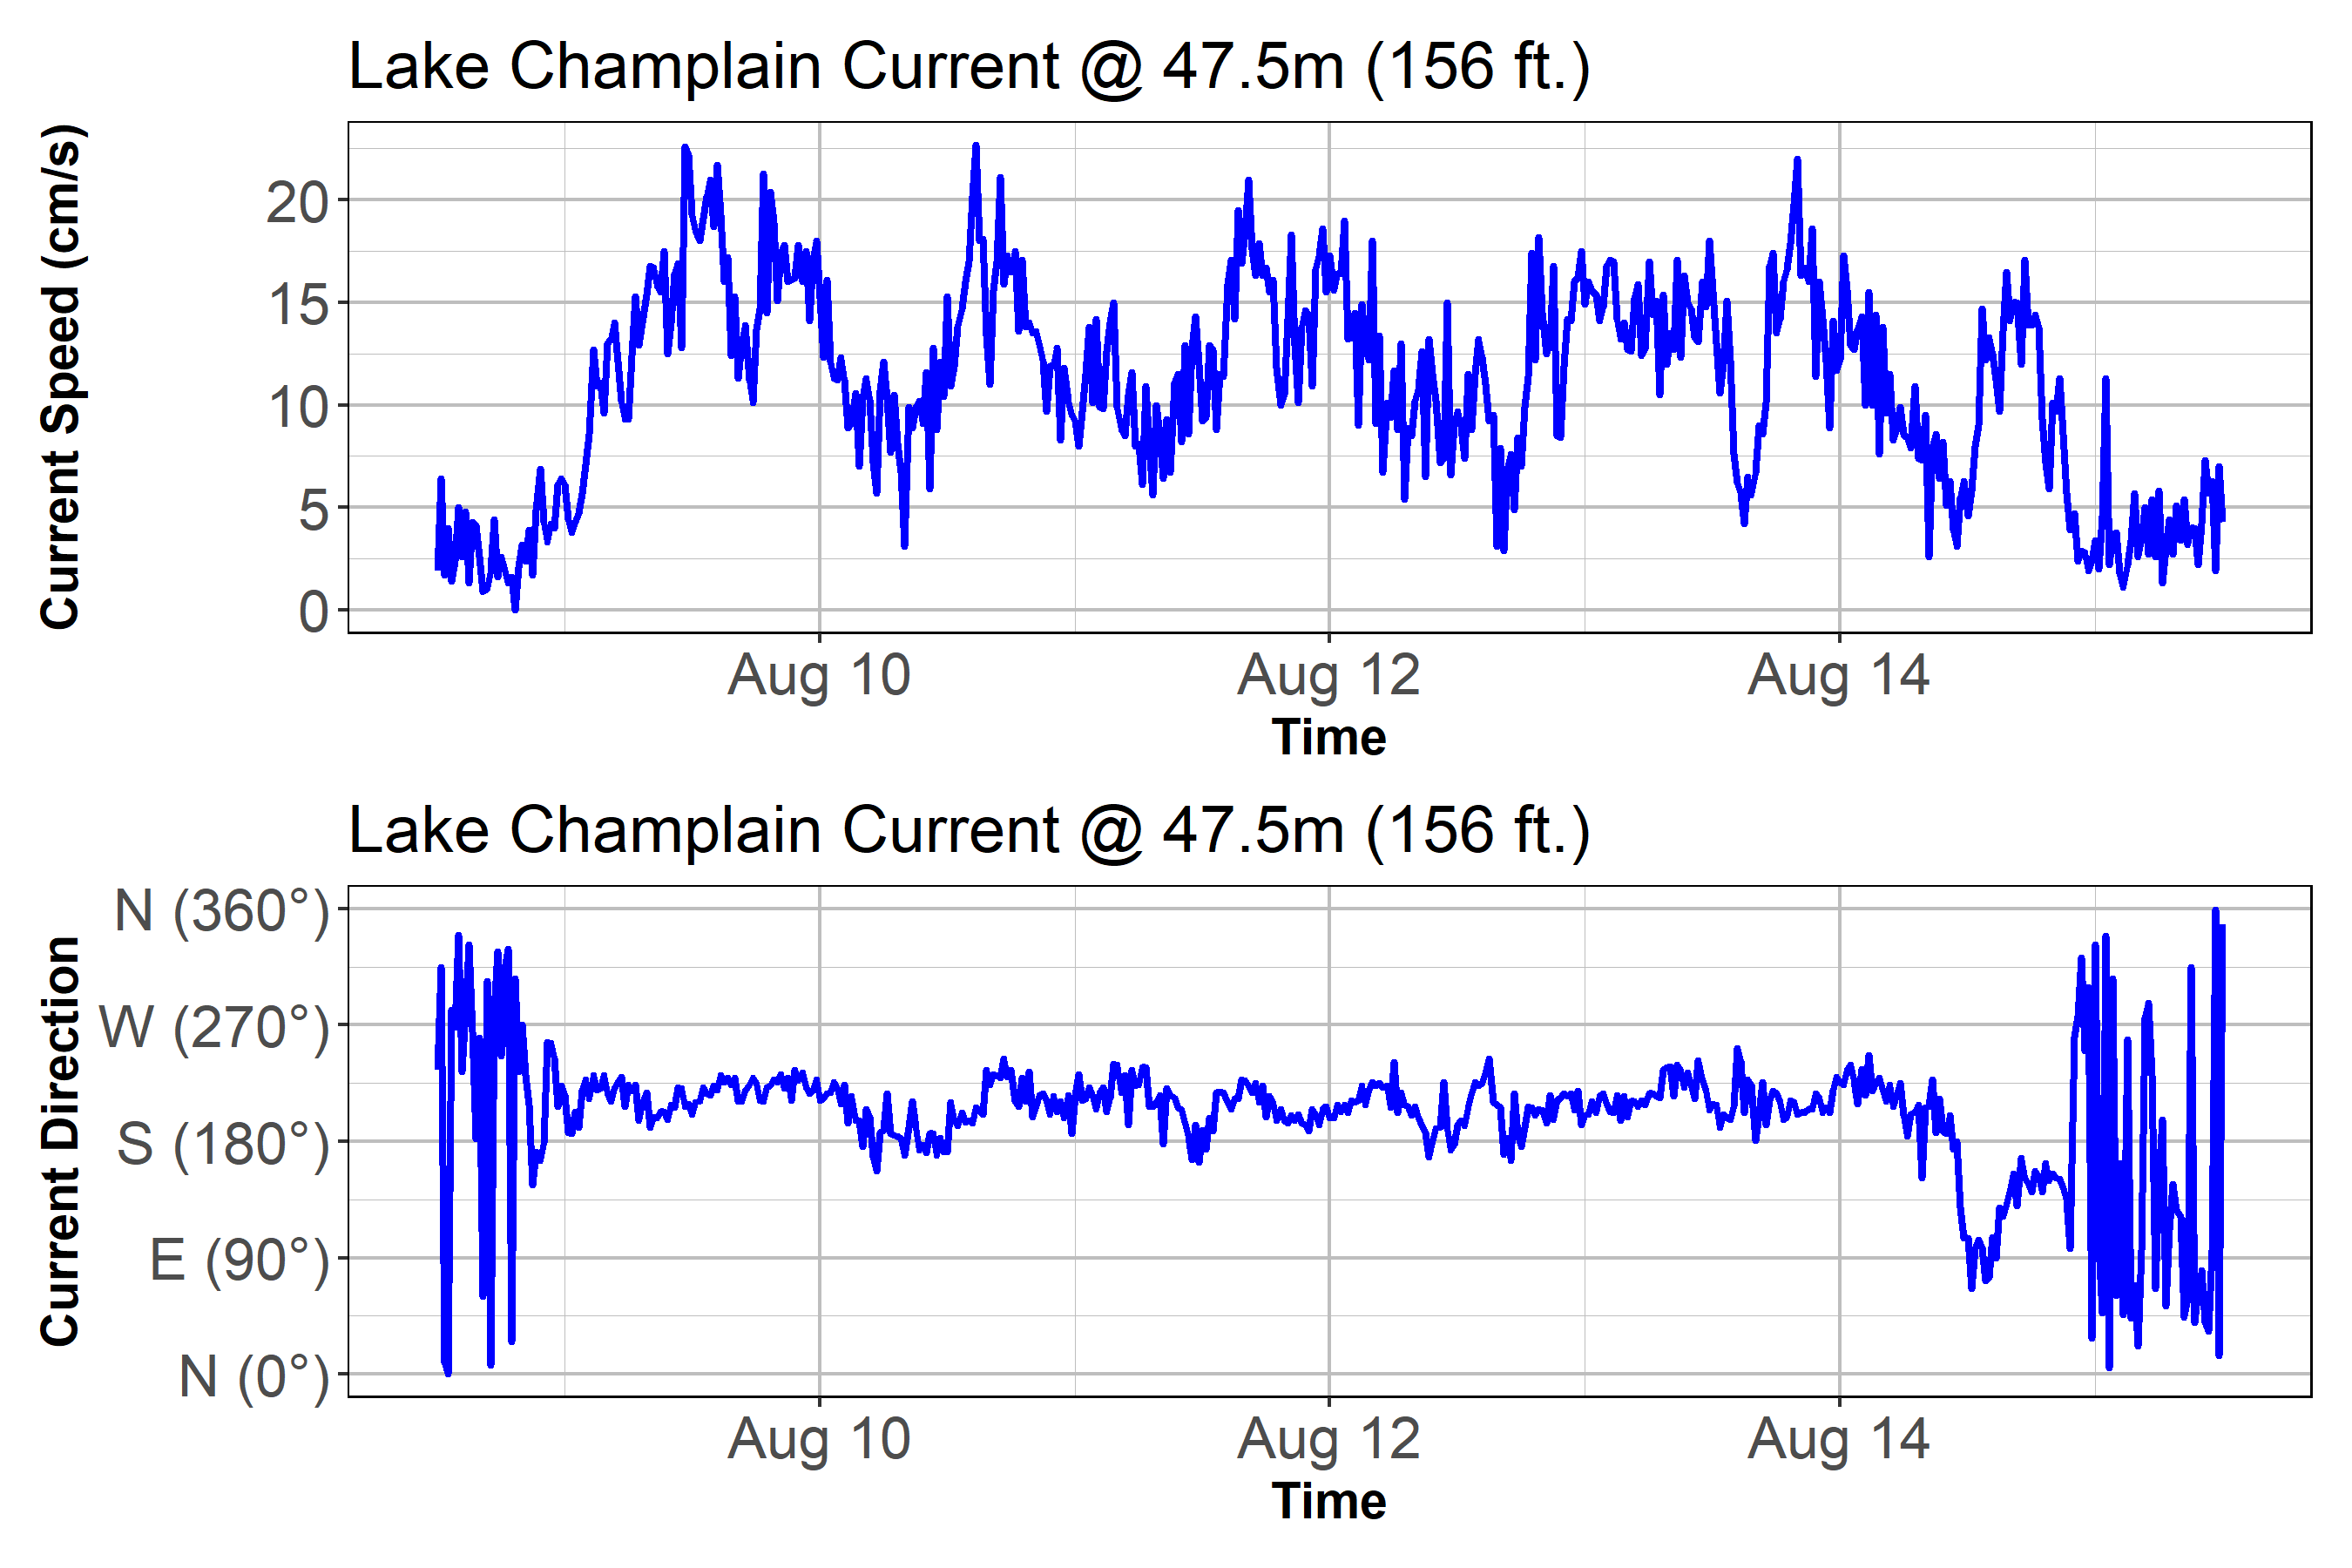 Lake Champlain Current @ 47.5m (156 ft.)
Current Speed (cm/s)
20
15
10
5
0
Aug 10 Aug 12 Aug 14
Time
Lake Champlain Current @ 47.5m (156 ft.)
Current Direction
N (360°)
W (270°)
S (180°)
E (90°)
N (0°)
Aug 10 Aug 12 Aug 14
Time